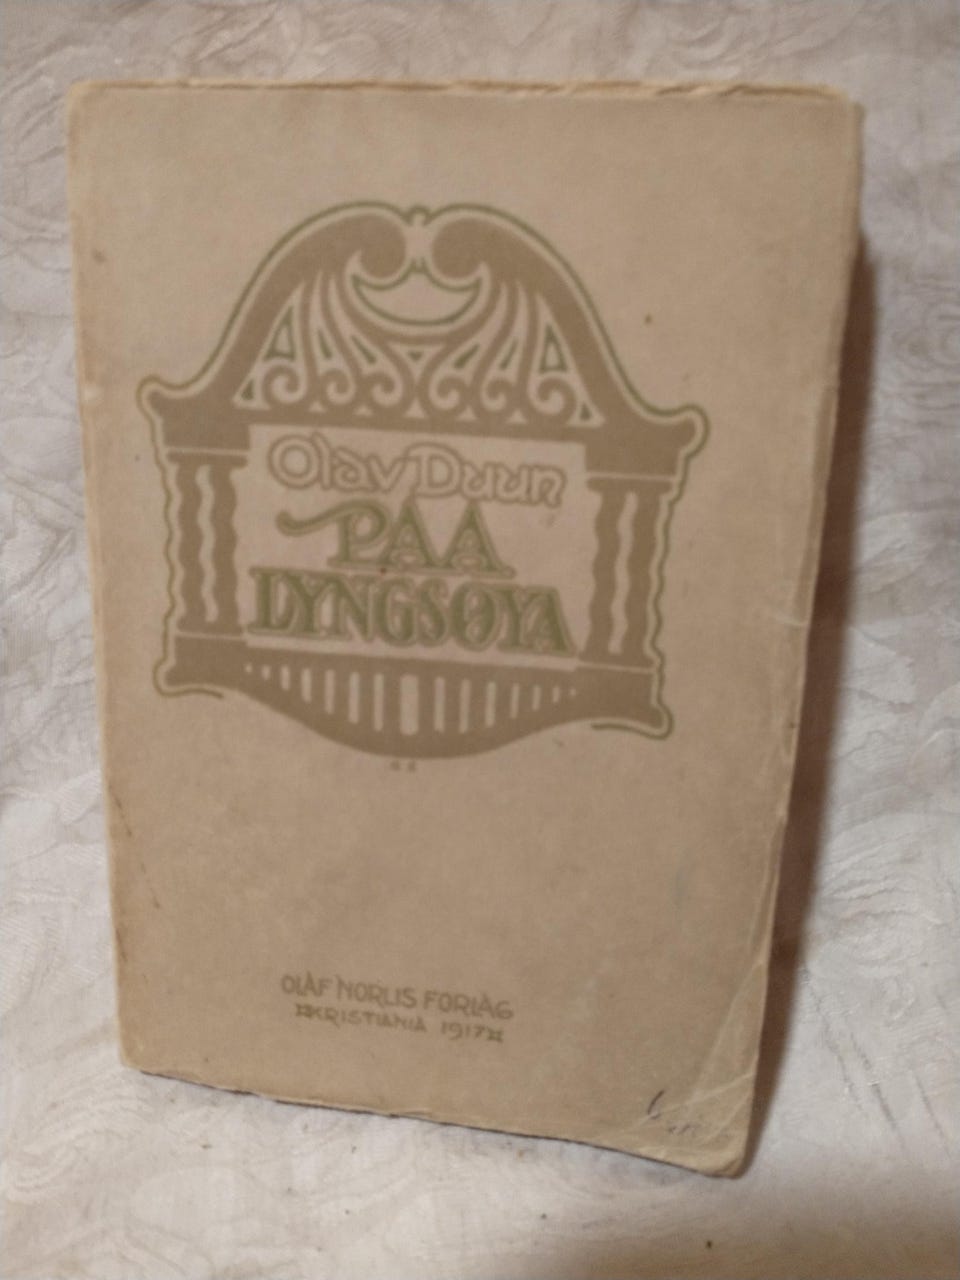 Olav Duun
PAA
LYNGSØYA
OLAF NORLIS FORLAG
KRISTIANIA 1917